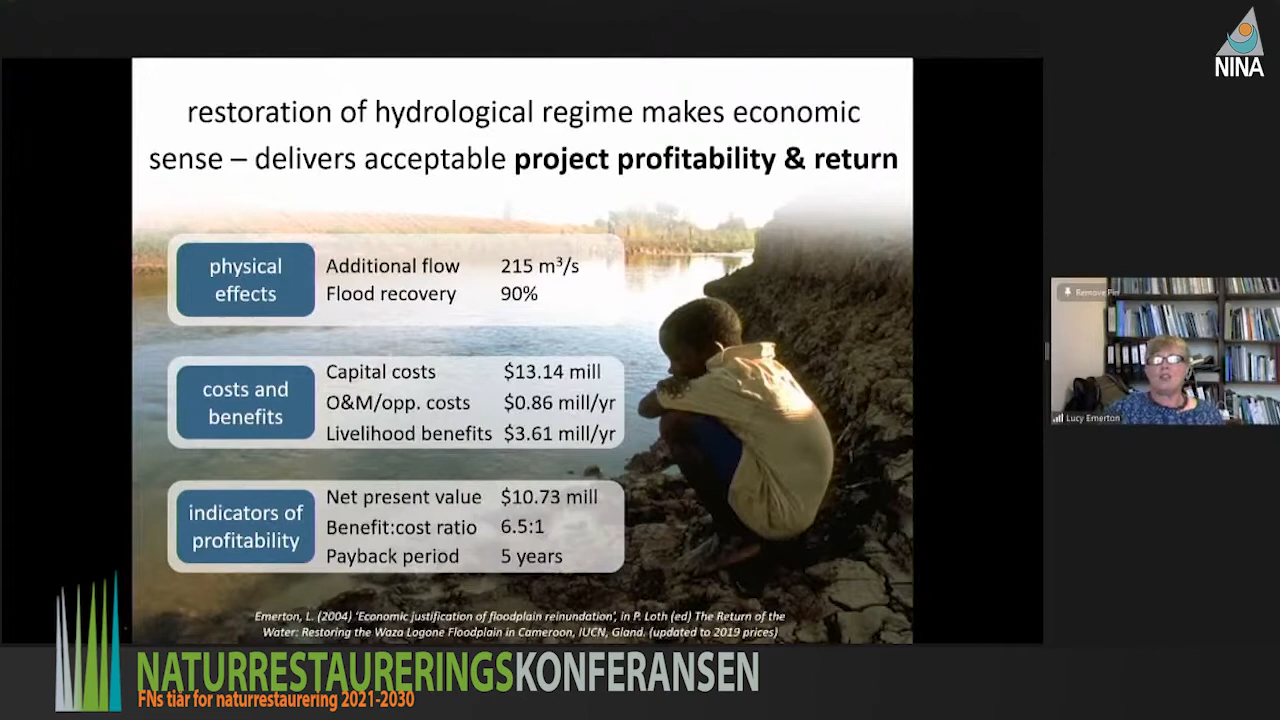 NINA
restoration of hydrological regime makes economic
sense – delivers acceptable project profitability & return
physical
effects
Additional flow 215 m³/s
Flood recovery 90%
costs and
benefits
Capital costs $13.14 mill
O&M/opp. costs $0.86 mill/yr
Livelihood benefits $3.61 mill/yr
indicators of
profitability
Net present value $10.73 mill
Benefit:cost ratio 6.5:1
Payback period 5 years
Emerton, L. (2004) ‘Economic justification of floodplain reinundation’, in P. Loth (ed) The Return of the
Water: Restoring the Waza Logone Floodplain in Cameroon, IUCN, Gland. (updated to 2019 prices)
Remove Pin
Lucy Emerton
NATURRESTAURERINGSKONFERANSEN
FNs tiår for naturrestaurering 2021-2030